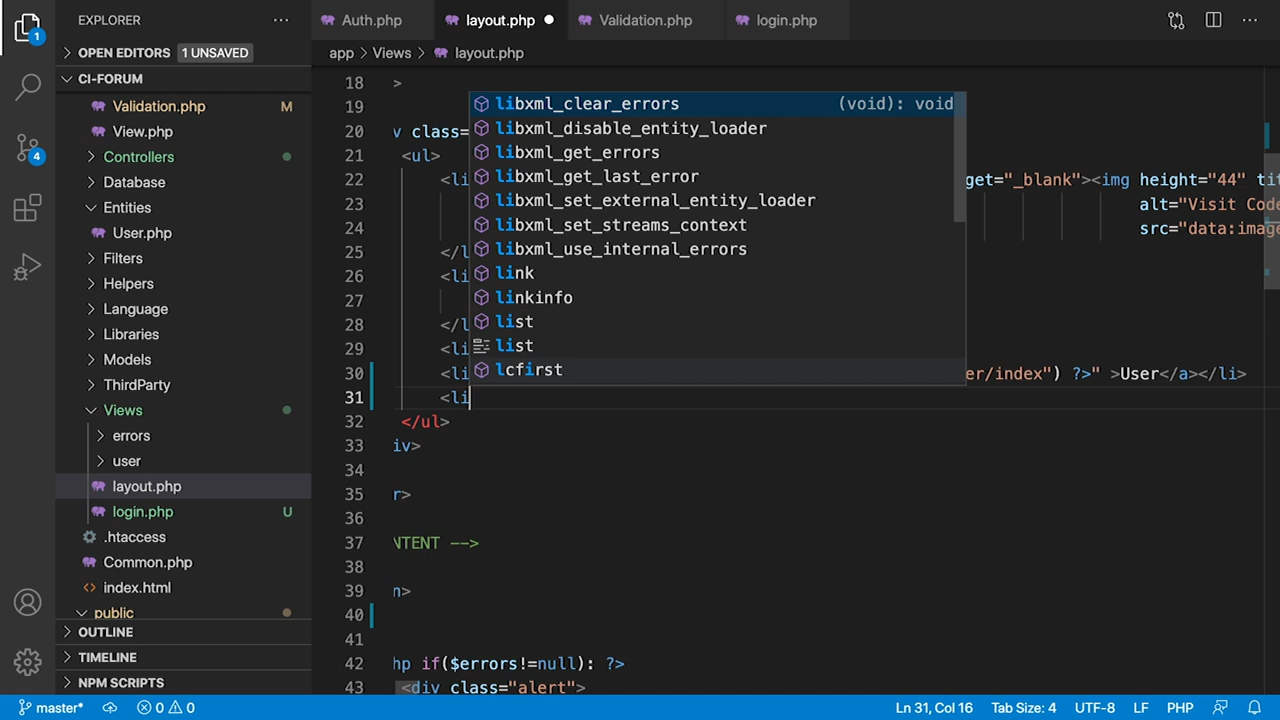 EXPLORER
Auth.php
layout.php
Validation.php
login.php
1
OPEN EDITORS 1 UNSAVED
app > Views > layout.php
CI-FORUM
Validation.php M
View.php
Controllers
Database
Entities
User.php
Filters
Helpers
Language
Libraries
Models
ThirdParty
Views
errors
user
layout.php
login.php U
.htaccess
Common.php
index.html
public
OUTLINE
TIMELINE
NPM SCRIPTS
4
18 >
19
20 v class=
21 <ul>
22 <li get="_blank"><img height="44" tit
23 alt="Visit Code
24 src="data:image
25 </l
26 <li
27
28 </l
29 <li
30 <li er/index") ?>" >User</a></li>
31 <li
32 </ul>
33 iv>
34
35 r>
36
37 NTENT -->
38
39 n>
40
41
42 hp if($errors!=null): ?>
43 <div class="alert">
libxml_clear_errors (void): void
libxml_disable_entity_loader
libxml_get_errors
libxml_get_last_error
libxml_set_external_entity_loader
libxml_set_streams_context
libxml_use_internal_errors
link
linkinfo
list
list
lcfirst
master* 0 0 Ln 31, Col 16 Tab Size: 4 UTF-8 LF PHP